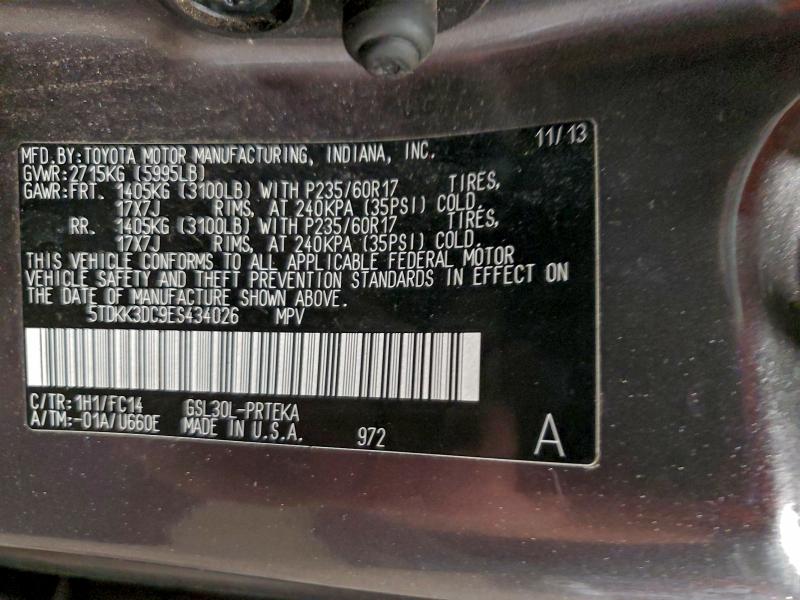 11/13
MFD.BY: TOYOTA MOTOR MANUFACTURING, INDIANA, INC.
GVWR: 2715KG (5995LB)
GAWR: FRT. 1405KG (3100LB) WITH P235/60R17 TIRES,
17X7J RIMS, AT 240KPA (35PSI) COLD.
RR. 1405KG (3100LB) WITH P235/60R17 TIRES,
17X7J RIMS, AT 240KPA (35PSI) COLD.
THIS VEHICLE CONFORMS TO ALL APPLICABLE FEDERAL MOTOR
VEHICLE SAFETY AND THEFT PREVENTION STANDARDS IN EFFECT ON
THE DATE OF MANUFACTURE SHOWN ABOVE.
5TDKK3DC9ES434026 MPV
C/TR: 1H1/FC14 GSL30L-PRTEKA
A/TM: -01A/U660E MADE IN U.S.A. 972 A